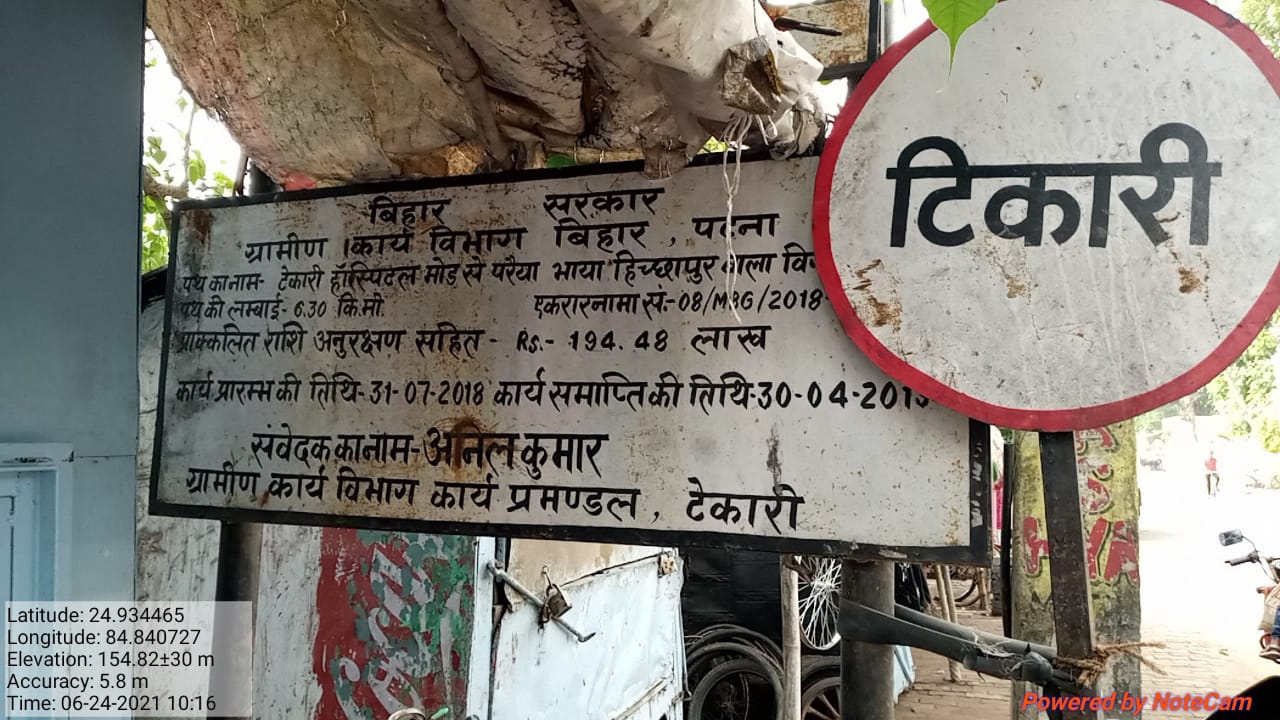 बिहार सरकार
ग्रामीण कार्य विभाग बिहार, पटना
पथ का नाम- टेकारी हॉस्पिटल मोड़ से परैया भाया हिच्छापुर
पथ की लम्बाई- 6.30 कि.मी. एकरारनामा सं:- 08/MBG/2018-
प्राक्कलित राशि अनुरक्षण सहित - Rs.- 194.48 लाख
कार्य प्रारम्भ की तिथि- 31-07-2018 कार्य समाप्ति की तिथि- 30-04-2019
संवेदक का नाम- अनिल कुमार
ग्रामीण कार्य विभाग कार्य प्रमण्डल, टेकारी
टिकारी
Latitude: 24.934465
Longitude: 84.840727
Elevation: 154.82±30 m
Accuracy: 5.8 m
Time: 06-24-2021 10:16
Powered by NoteCam